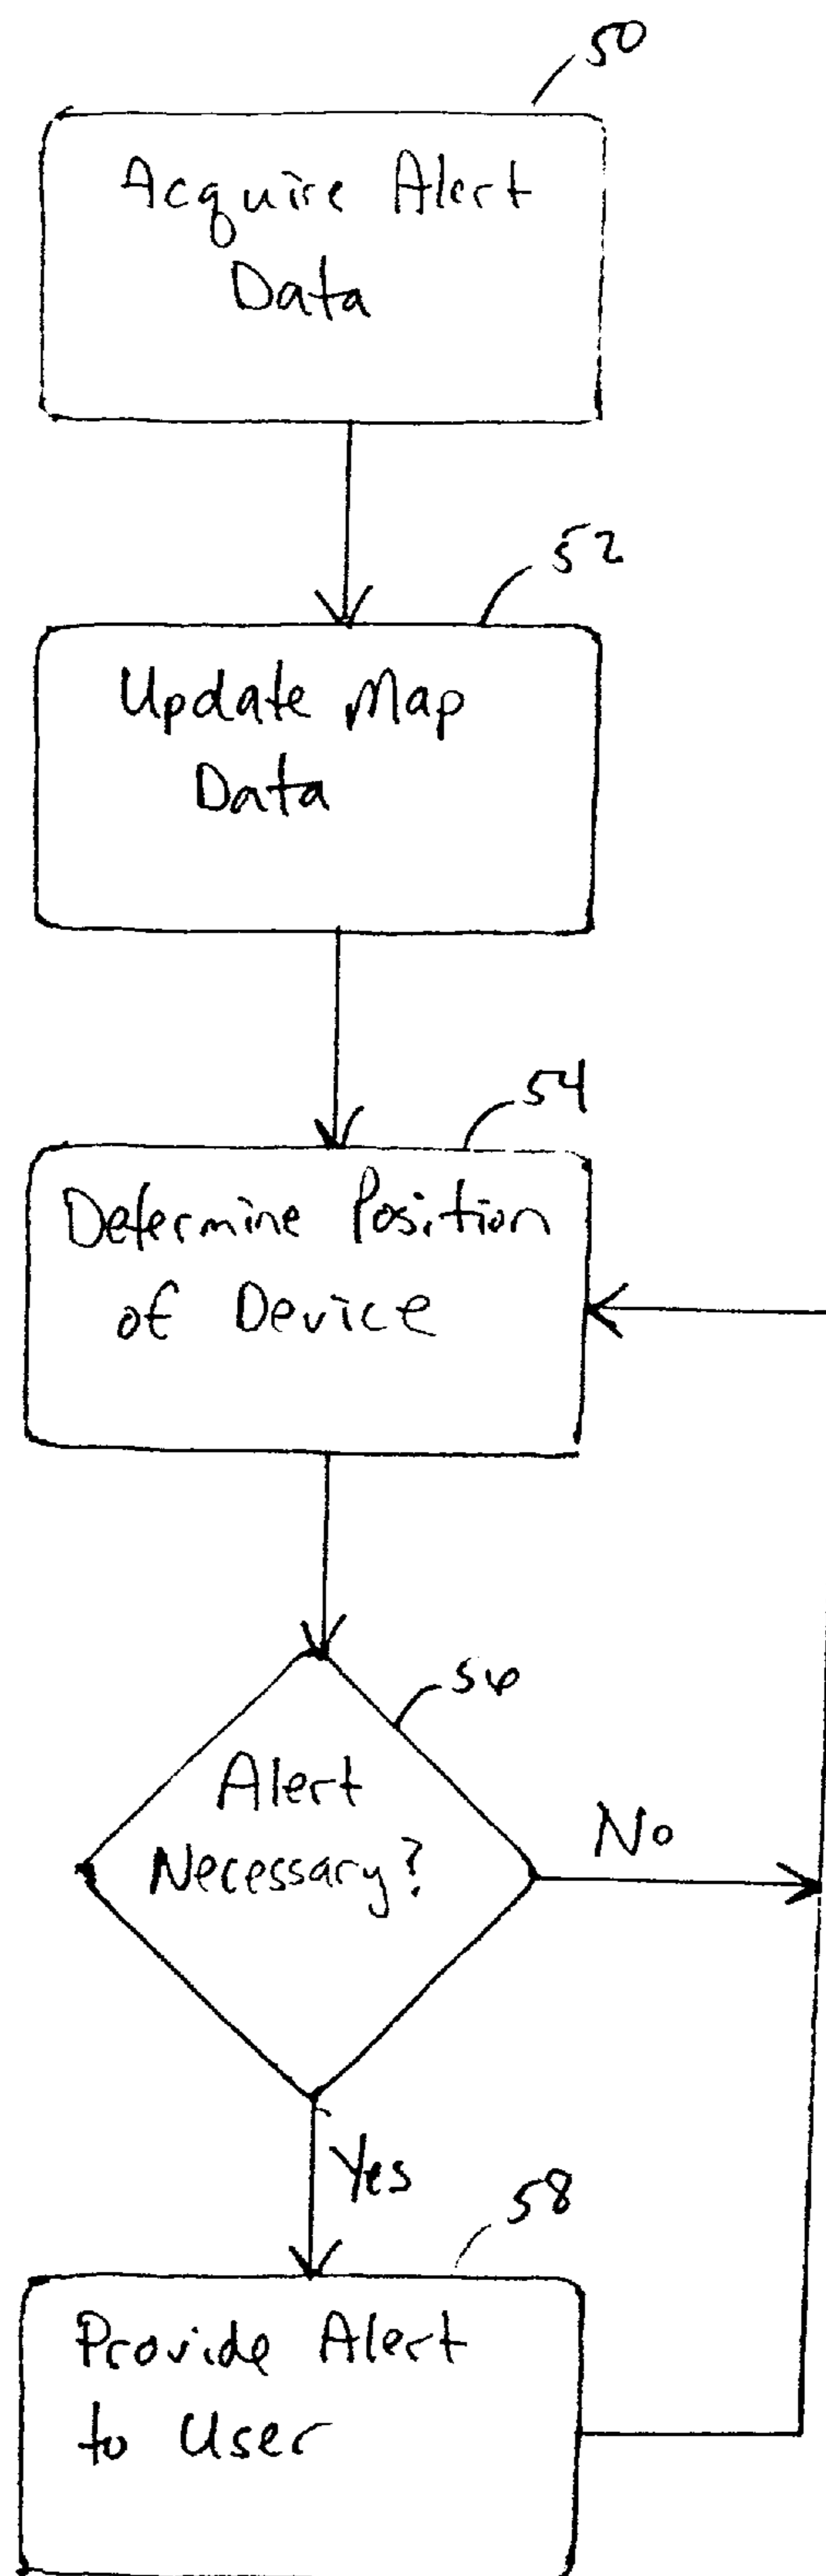 50
Acquire Alert
Data
52
Update Map
Data
54
Determine Position
of Device
56
Alert
Necessary?
No
Yes
58
Provide Alert
to User